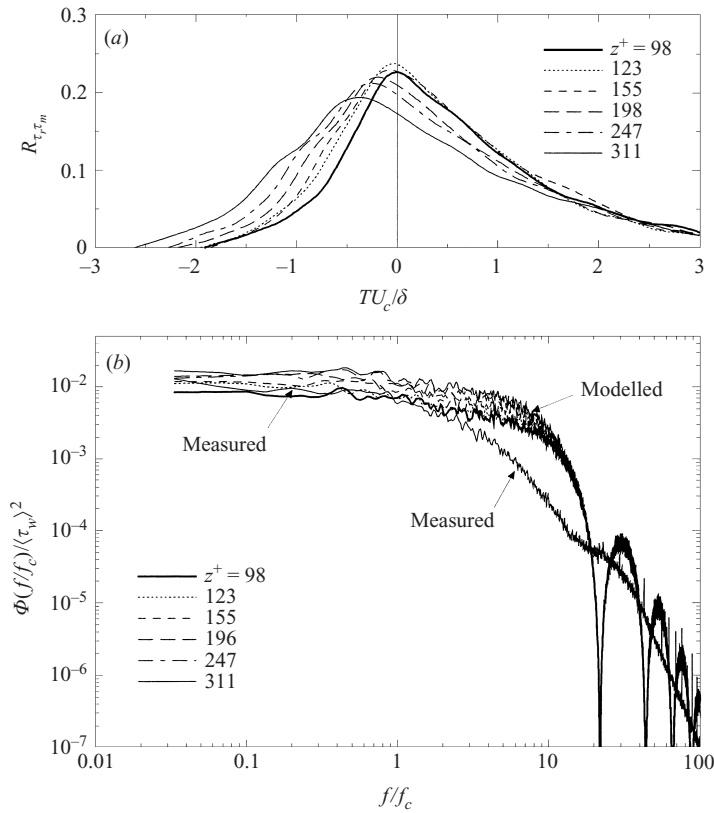 (a)
0.3
0.2
0.1
0
R_{τ_rτ_m}
z⁺ = 98
123
155
198
247
311
−3 −2 −1 0 1 2 3
TU_c/δ
(b)
10⁻²
10⁻³
10⁻⁴
10⁻⁵
10⁻⁶
10⁻⁷
Φ(f/f_c)/⟨τ_w⟩²
Modelled
Measured
Measured
z⁺ = 98
123
155
196
247
311
0.01 0.1 1 10 100
f/f_c